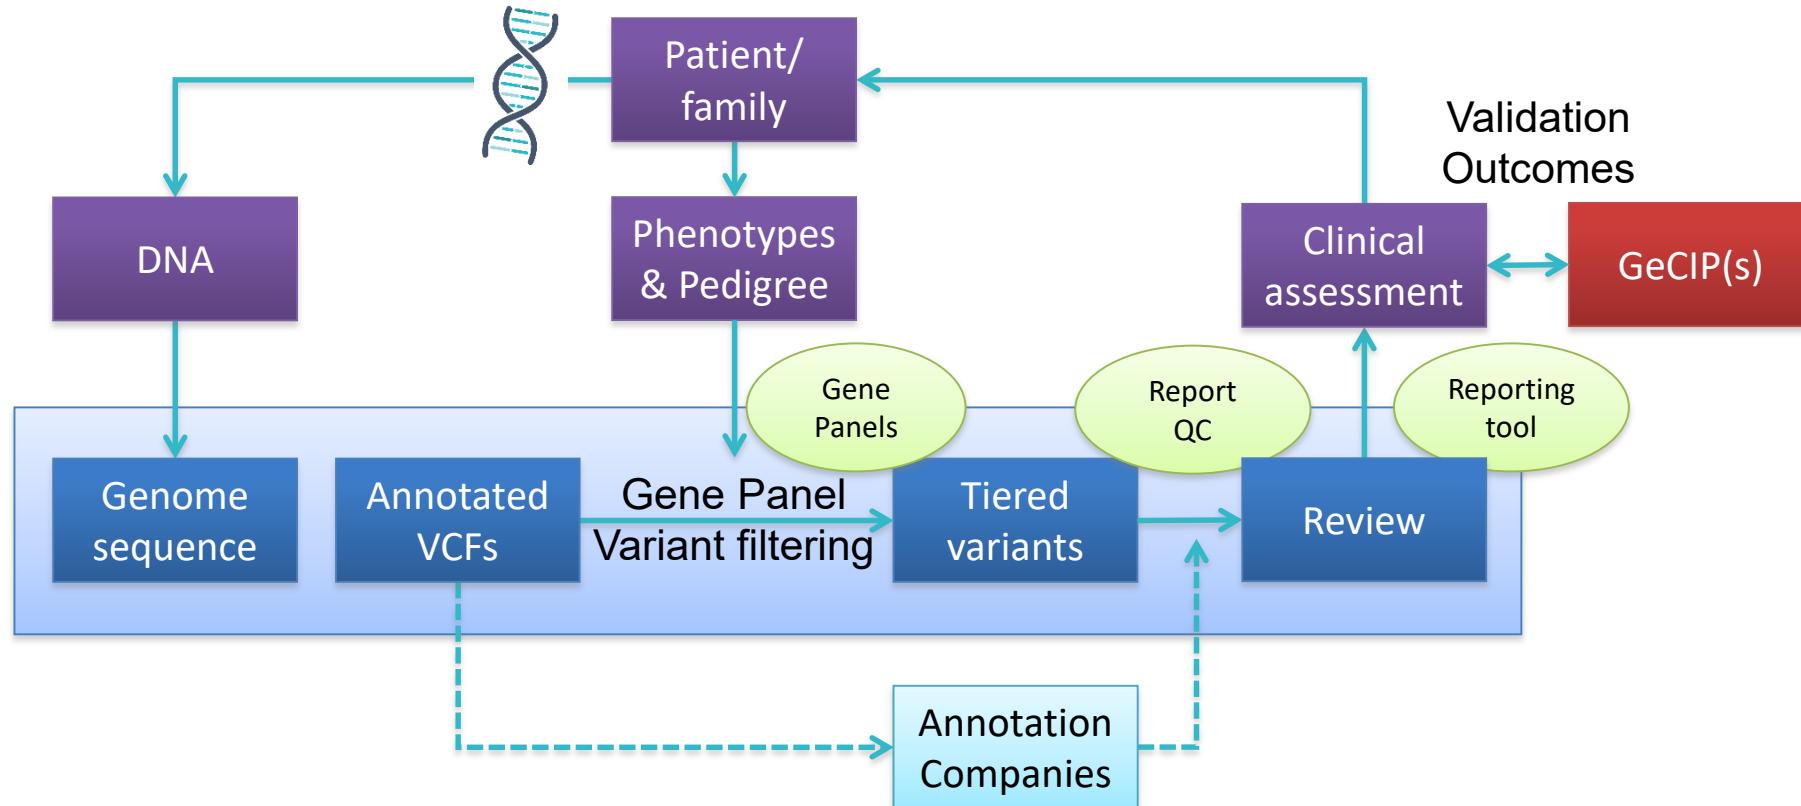 Patient/
family
Validation
Outcomes
DNA
Phenotypes
& Pedigree
Clinical
assessment
GeCIP(s)
Gene
Panels
Report
QC
Reporting
tool
Genome
sequence
Annotated
VCFs
Gene Panel
Variant filtering
Tiered
variants
Review
Annotation
Companies